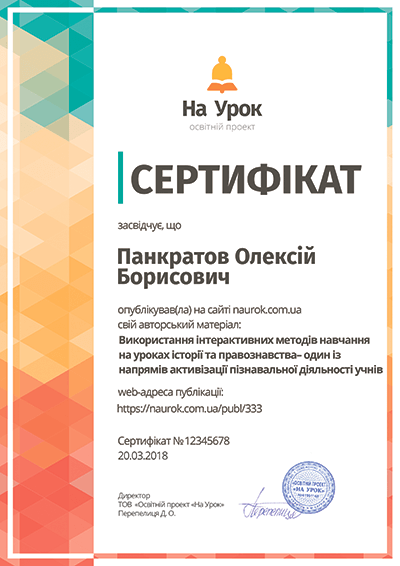 На Урок
освітній проект
СЕРТИФІКАТ
засвідчує, що
Панкратов Олексій
Борисович
опублікував(ла) на сайті naurok.com.ua
свій авторський матеріал:
Використання інтерактивних методів навчання
на уроках історії та правознавства– один із
напрямів активізації пізнавальної діяльності учнів
web-адреса публікації:
https://naurok.com.ua/publ/333
Сертифікат № 12345678
20.03.2018
Директор
ТОВ «Освітній проект «На Урок»
Перепелиця Д. О.
Перепелиця
ОСВІТНІЙ ПРОЕКТ
«НА УРОК»